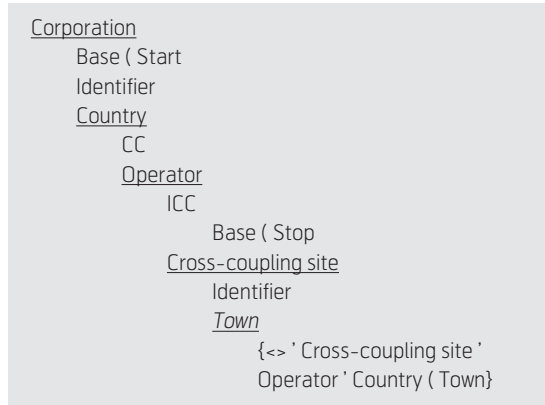 Corporation
Base ( Start
Identifier
Country
CC
Operator
ICC
Base ( Stop
Cross-coupling site
Identifier
Town
{<> ’ Cross-coupling site ’
Operator ’ Country ( Town}